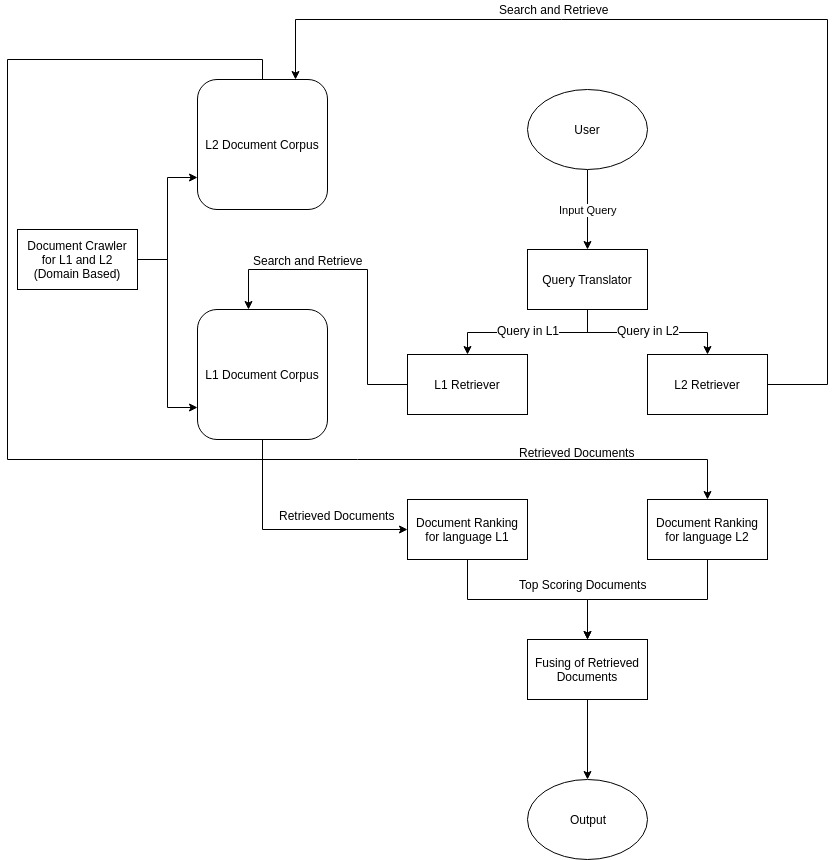 Search and Retrieve
L2 Document Corpus
User
Input Query
Document Crawler
for L1 and L2
(Domain Based)
Search and Retrieve
Query Translator
Query in L1
Query in L2
L1 Document Corpus
L1 Retriever
L2 Retriever
Retrieved Documents
Retrieved Documents
Document Ranking
for language L1
Document Ranking
for language L2
Top Scoring Documents
Fusing of Retrieved
Documents
Output